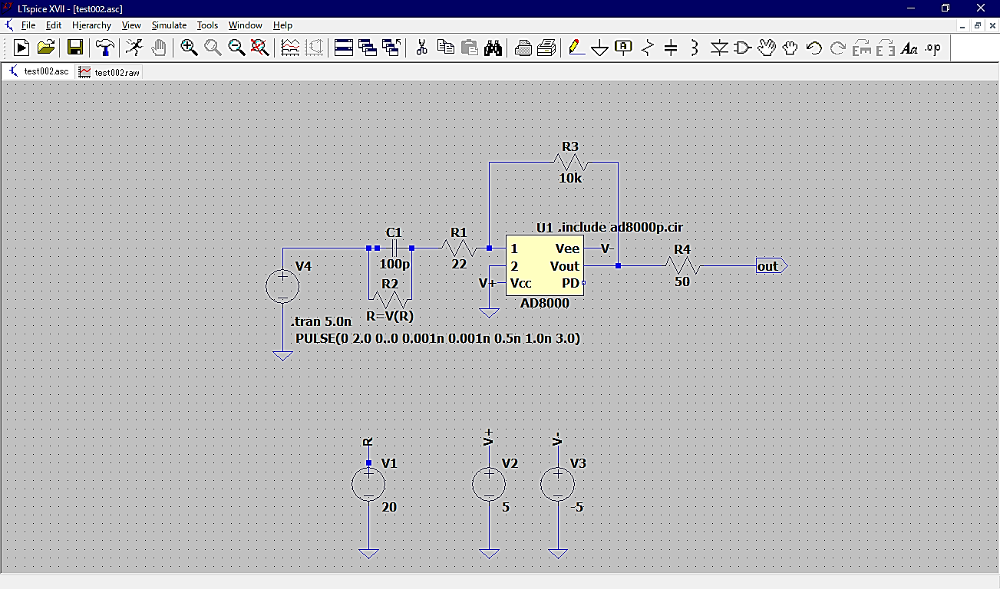 LTspice XVII - [test002.asc]
File Edit Hierarchy View Simulate Tools Window Help
test002.asc test002.raw
R3
10k
U1 .include ad8000p.cir
C1
R1
1 Vee V-
R4
100p
22
V4
2 Vout
out
R2
V+ Vcc PD
50
R=V(R)
AD8000
.tran 5.0n
PULSE(0 2.0 0,.0 0.001n 0.001n 0.5n 1.0n 3.0)
R
V+
V-
V1
V2
V3
20
5
-5